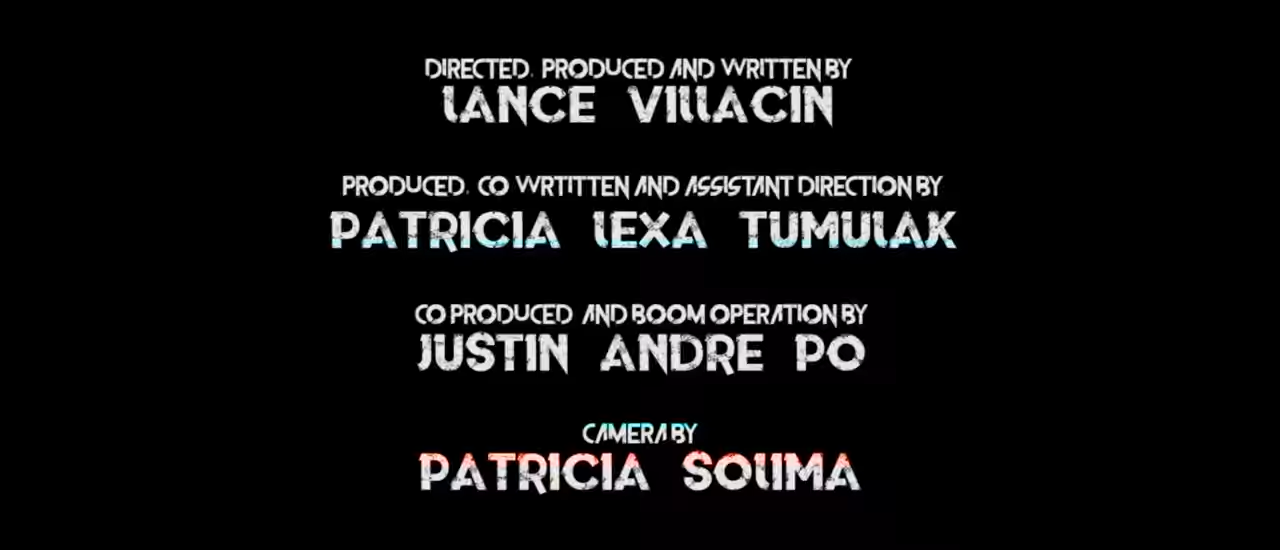 DIRECTED, PRODUCED AND WRITTEN BY
LANCE VILLACIN
PRODUCED, CO WRTITTEN AND ASSISTANT DIRECTION BY
PATRICIA LEXA TUMULAK
CO PRODUCED AND BOOM OPERATION BY
JUSTIN ANDRE PO
CAMERA BY
PATRICIA SOLIMA